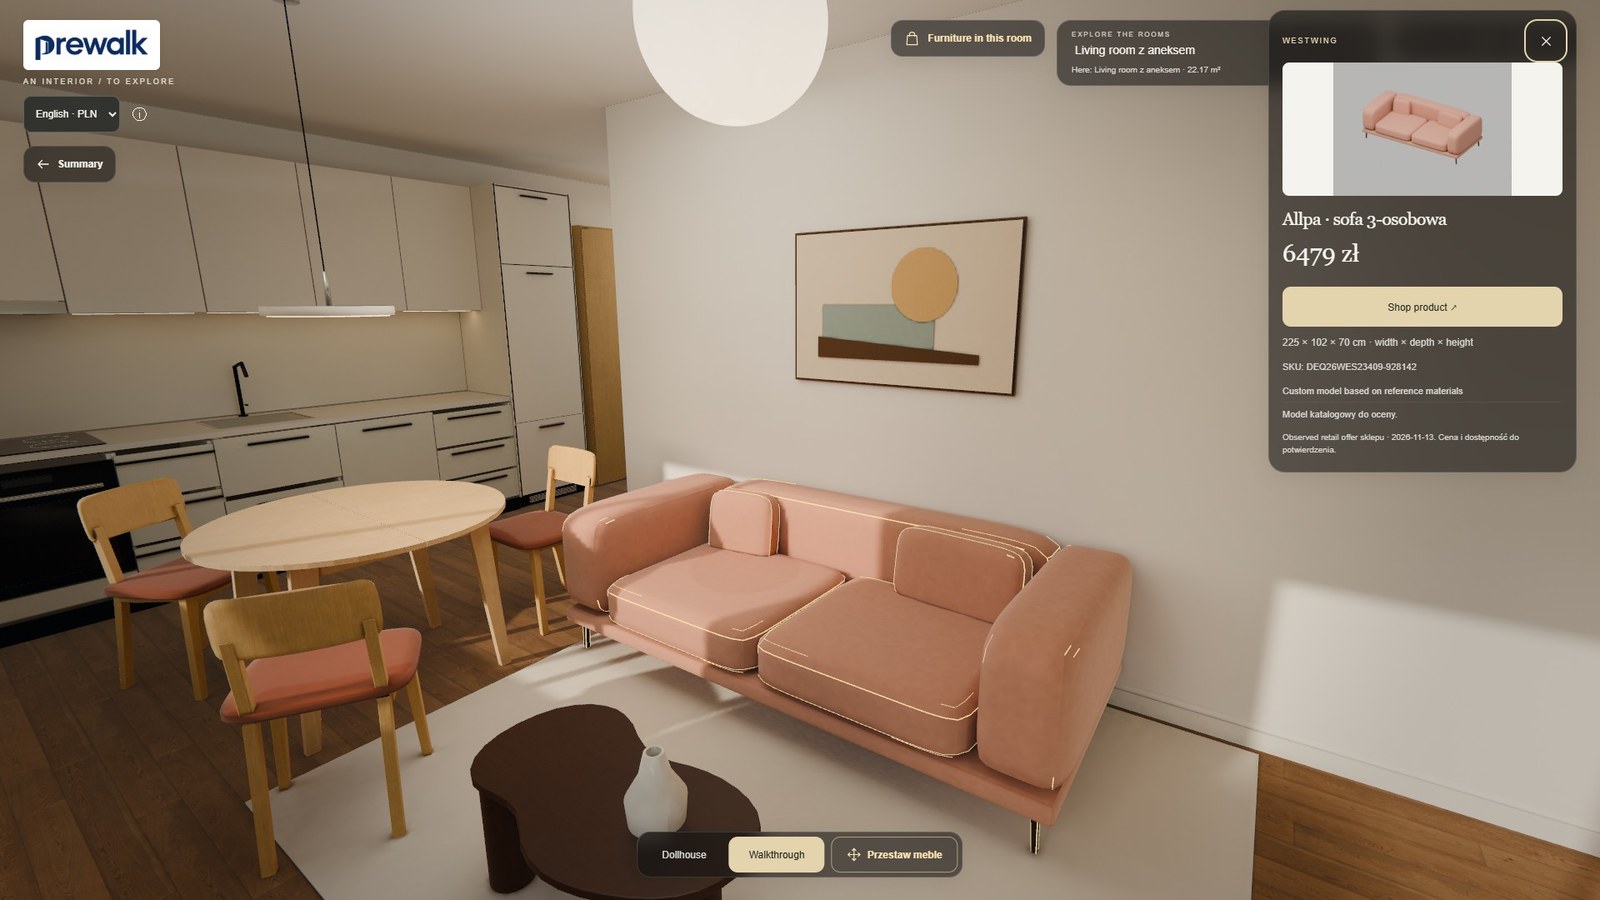 prewalk
AN INTERIOR / TO EXPLORE
English · PLN
Summary
Furniture in this room
EXPLORE THE ROOMS
Living room z aneksem
Here: Living room z aneksem · 22.17 m²
WESTWING
Allpa · sofa 3-osobowa
6479 zł
Shop product ↗
225 × 102 × 70 cm · width × depth × height
SKU: DEQ26WES23409-928142
Custom model based on reference materials
Model katalogowy do oceny.
Observed retail offer sklepu · 2026-11-13. Cena i dostępność do
potwierdzenia.
Dollhouse
Walkthrough
Przestaw meble